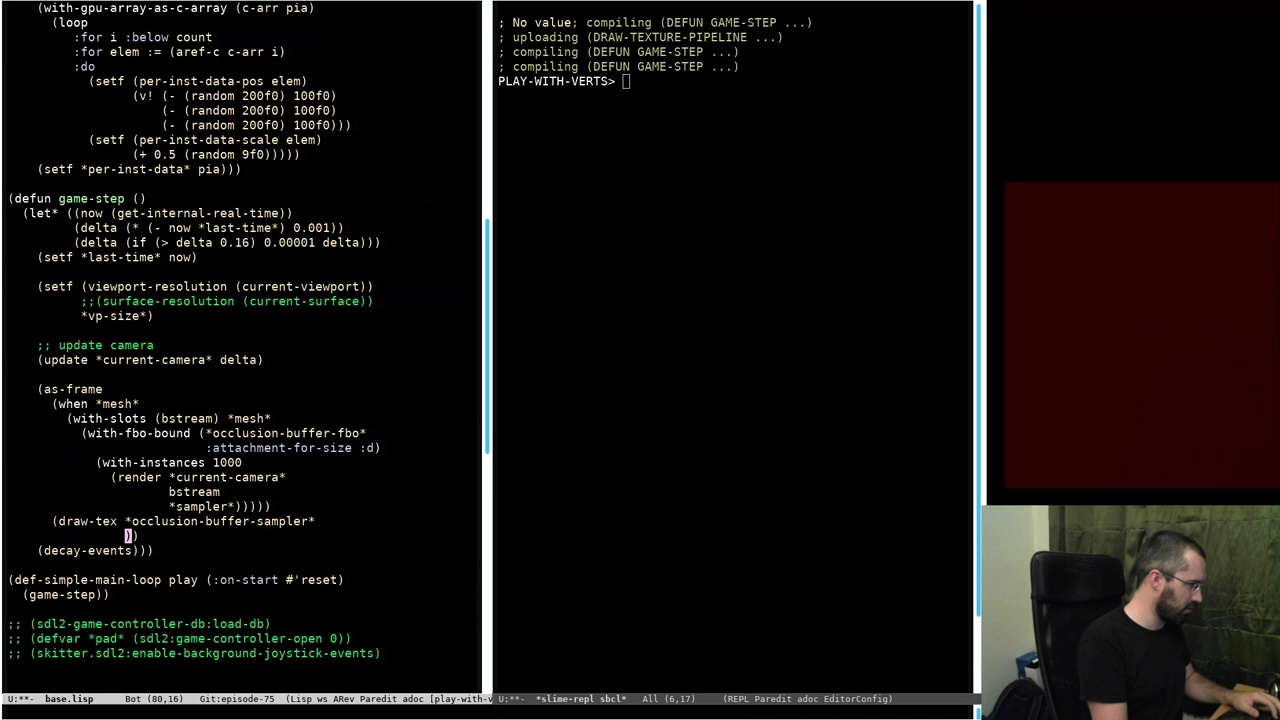 (with-gpu-array-as-c-array (c-arr pia)
(loop
:for i :below count
:for elem := (aref-c c-arr i)
:do
(setf (per-inst-data-pos elem)
(v! (- (random 200f0) 100f0)
(- (random 200f0) 100f0)
(- (random 200f0) 100f0)))
(setf (per-inst-data-scale elem)
(+ 0.5 (random 9f0)))))
(setf *per-inst-data* pia)))
(defun game-step ()
(let* ((now (get-internal-real-time))
(delta (* (- now *last-time*) 0.001))
(delta (if (> delta 0.16) 0.00001 delta)))
(setf *last-time* now)
(setf (viewport-resolution (current-viewport))
;;(surface-resolution (current-surface))
*vp-size*)
;; update camera
(update *current-camera* delta)
(as-frame
(when *mesh*
(with-slots (bstream) *mesh*
(with-fbo-bound (*occlusion-buffer-fbo*
:attachment-for-size :d)
(with-instances 1000
(render *current-camera*
bstream
*sampler*)))))
(draw-tex *occlusion-buffer-sampler*
))
(decay-events)))
(def-simple-main-loop play (:on-start #'reset)
(game-step))
;; (sdl2-game-controller-db:load-db)
;; (defvar *pad* (sdl2:game-controller-open 0))
;; (skitter.sdl2:enable-background-joystick-events)
U:**- base.lisp Bot (80,16) Git:episode-75 (Lisp ws ARev Paredit adoc [play-with-v
; No value; compiling (DEFUN GAME-STEP ...)
; uploading (DRAW-TEXTURE-PIPELINE ...)
; compiling (DEFUN GAME-STEP ...)
; compiling (DEFUN GAME-STEP ...)
PLAY-WITH-VERTS>
U:**- *slime-repl sbcl* All (6,17) (REPL Paredit adoc EditorConfig)